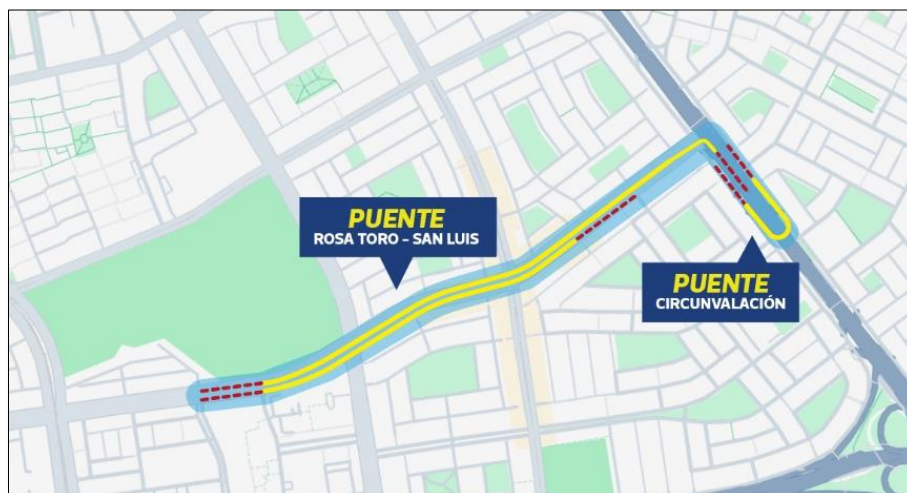 PUENTE
ROSA TORO - SAN LUIS
PUENTE
CIRCUNVALACIÓN